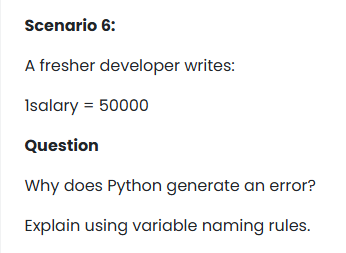 Scenario 6:
A fresher developer writes:
1salary = 50000
Question
Why does Python generate an error?
Explain using variable naming rules.